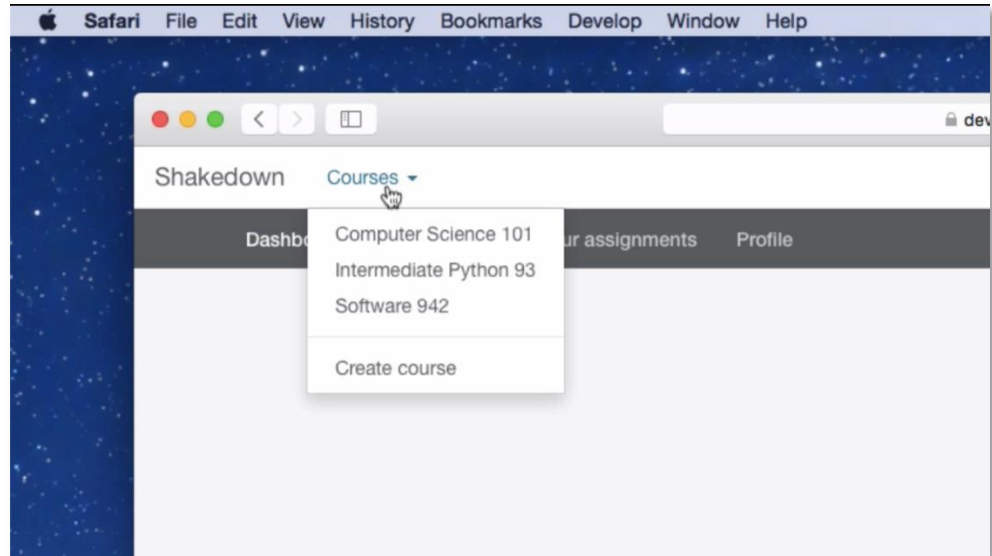 Safari File Edit View History Bookmarks Develop Window Help
dev
Shakedown Courses
Computer Science 101
Dashbo ur assignments Profile
Intermediate Python 93
Software 942
Create course